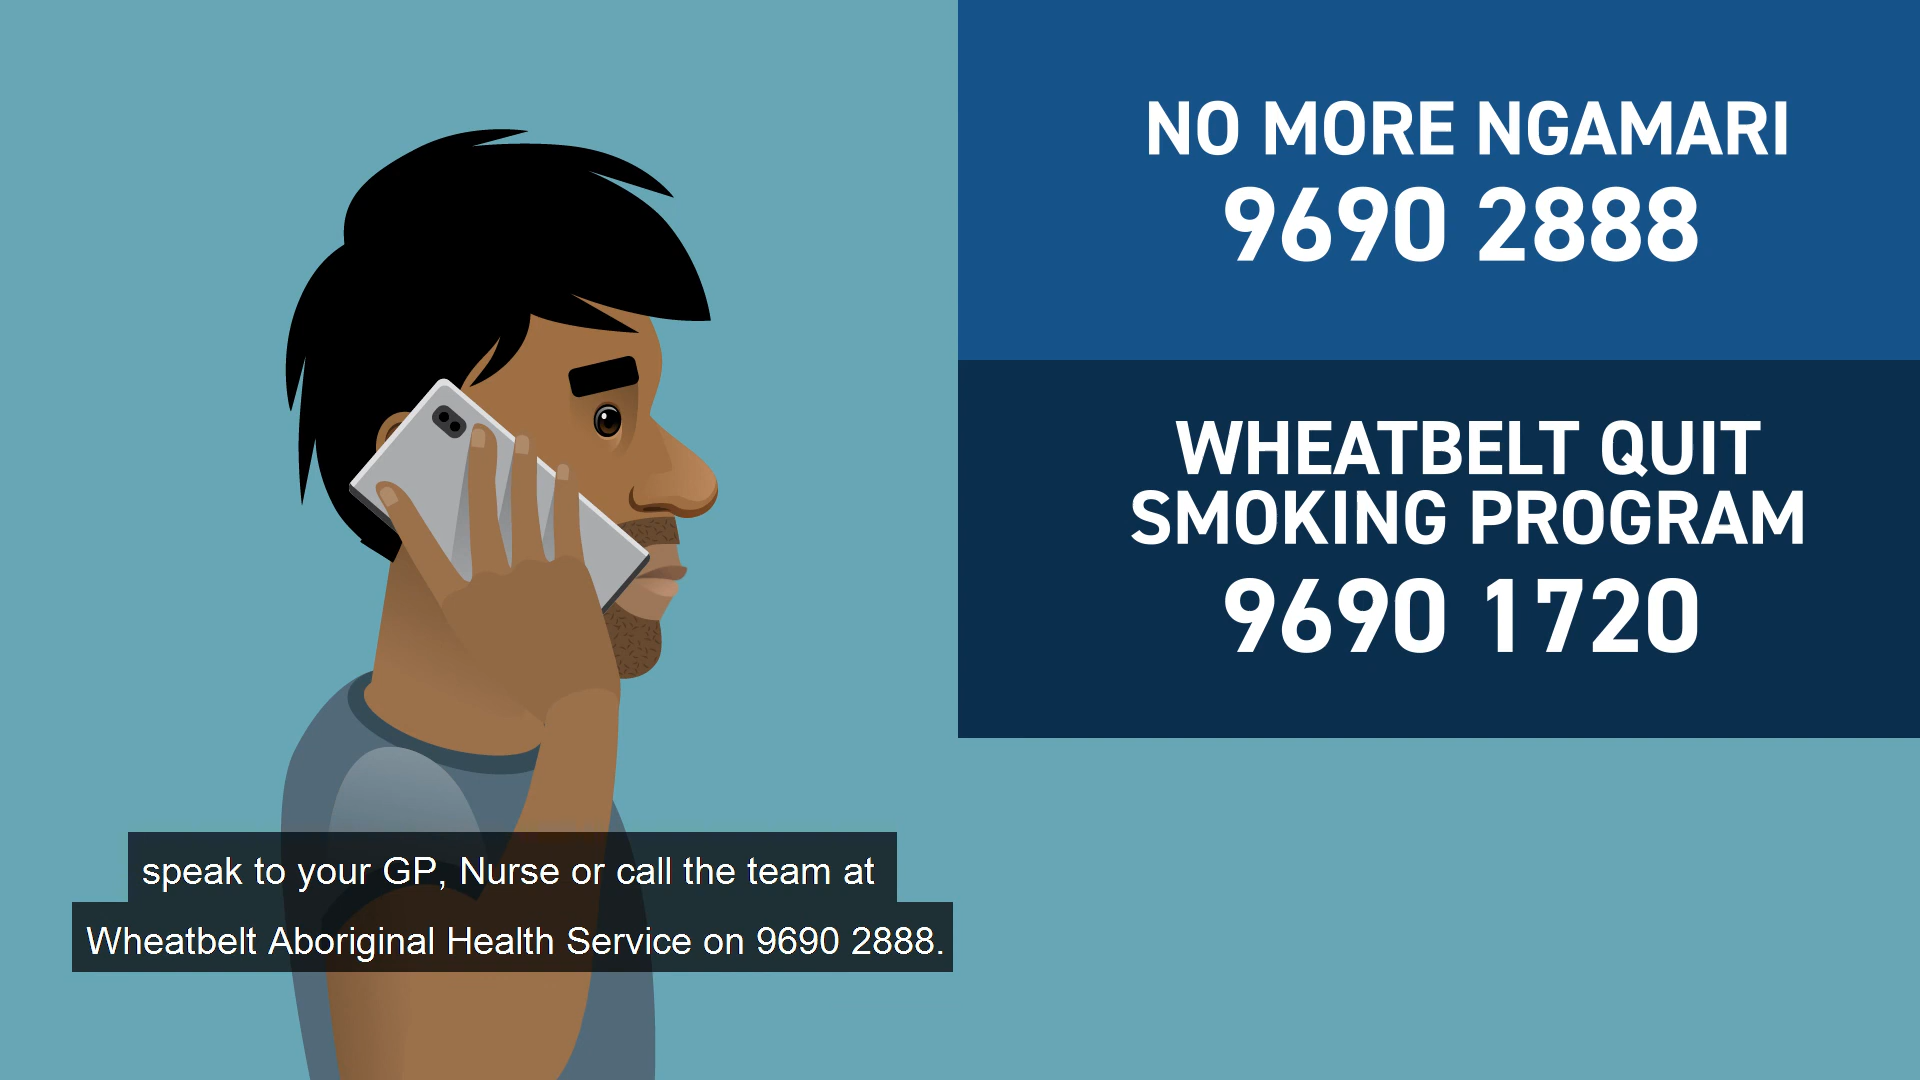 NO MORE NGAMARI
9690 2888
WHEATBELT QUIT
SMOKING PROGRAM
9690 1720
speak to your GP, Nurse or call the team at
Wheatbelt Aboriginal Health Service on 9690 2888.